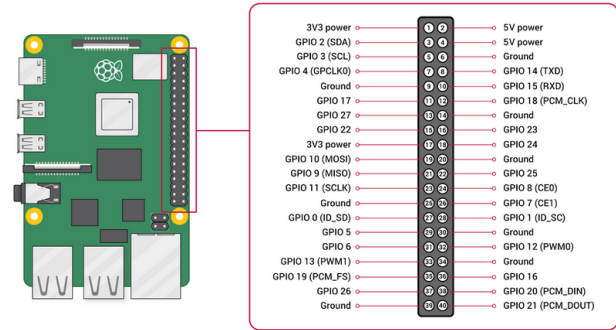 3V3 power 1 2 5V power
GPIO 2 (SDA) 3 4 5V power
GPIO 3 (SCL) 5 6 Ground
GPIO 4 (GPCLK0) 7 8 GPIO 14 (TXD)
Ground 9 10 GPIO 15 (RXD)
GPIO 17 11 12 GPIO 18 (PCM_CLK)
GPIO 27 13 14 Ground
GPIO 22 15 16 GPIO 23
3V3 power 17 18 GPIO 24
GPIO 10 (MOSI) 19 20 Ground
GPIO 9 (MISO) 21 22 GPIO 25
GPIO 11 (SCLK) 23 24 GPIO 8 (CE0)
Ground 25 26 GPIO 7 (CE1)
GPIO 0 (ID_SD) 27 28 GPIO 1 (ID_SC)
GPIO 5 29 30 Ground
GPIO 6 31 32 GPIO 12 (PWM0)
GPIO 13 (PWM1) 33 34 Ground
GPIO 19 (PCM_FS) 35 36 GPIO 16
GPIO 26 37 38 GPIO 20 (PCM_DIN)
Ground 39 40 GPIO 21 (PCM_DOUT)